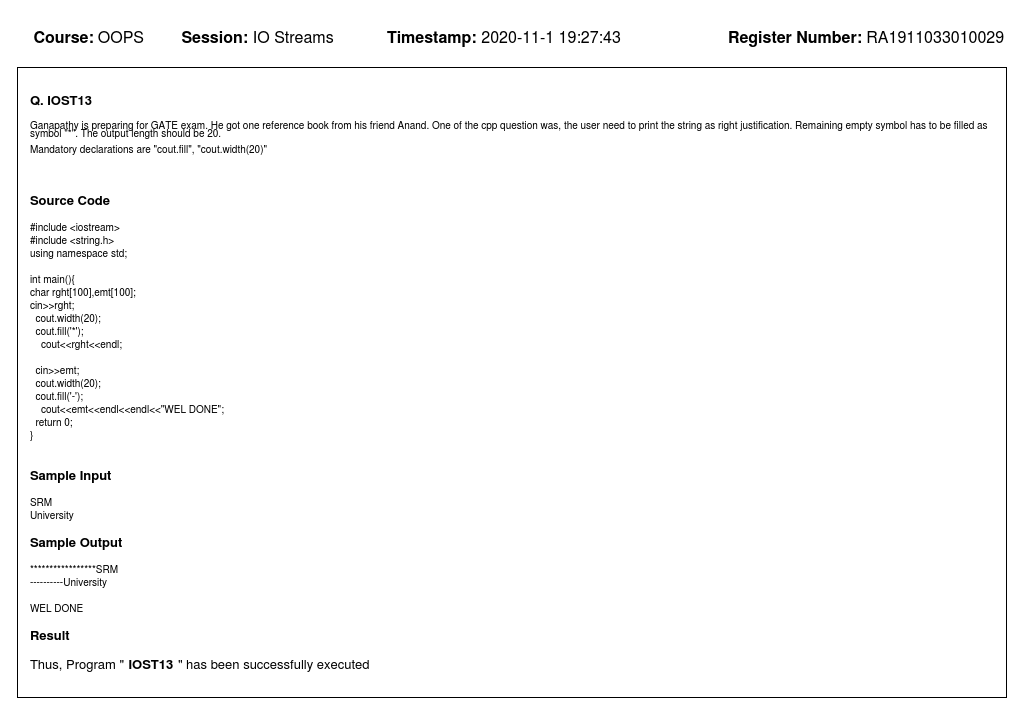 Course: OOPS Session: IO Streams Timestamp: 2020-11-1 19:27:43 Register Number: RA1911033010029
Q. IOST13
Ganapathy is preparing for GATE exam. He got one reference book from his friend Anand. One of the cpp question was, the user need to print the string as right justification. Remaining empty symbol has to be filled as
symbol "*". The output length should be 20.
Mandatory declarations are "cout.fill", "cout.width(20)"
Source Code
#include <iostream>
#include <string.h>
using namespace std;
int main(){
char rght[100],emt[100];
cin>>rght;
cout.width(20);
cout.fill('*');
cout<<rght<<endl;
cin>>emt;
cout.width(20);
cout.fill('-');
cout<<emt<<endl<<endl<<"WEL DONE";
return 0;
}
Sample Input
SRM
University
Sample Output
*****************SRM
----------University
WEL DONE
Result
Thus, Program " IOST13 " has been successfully executed